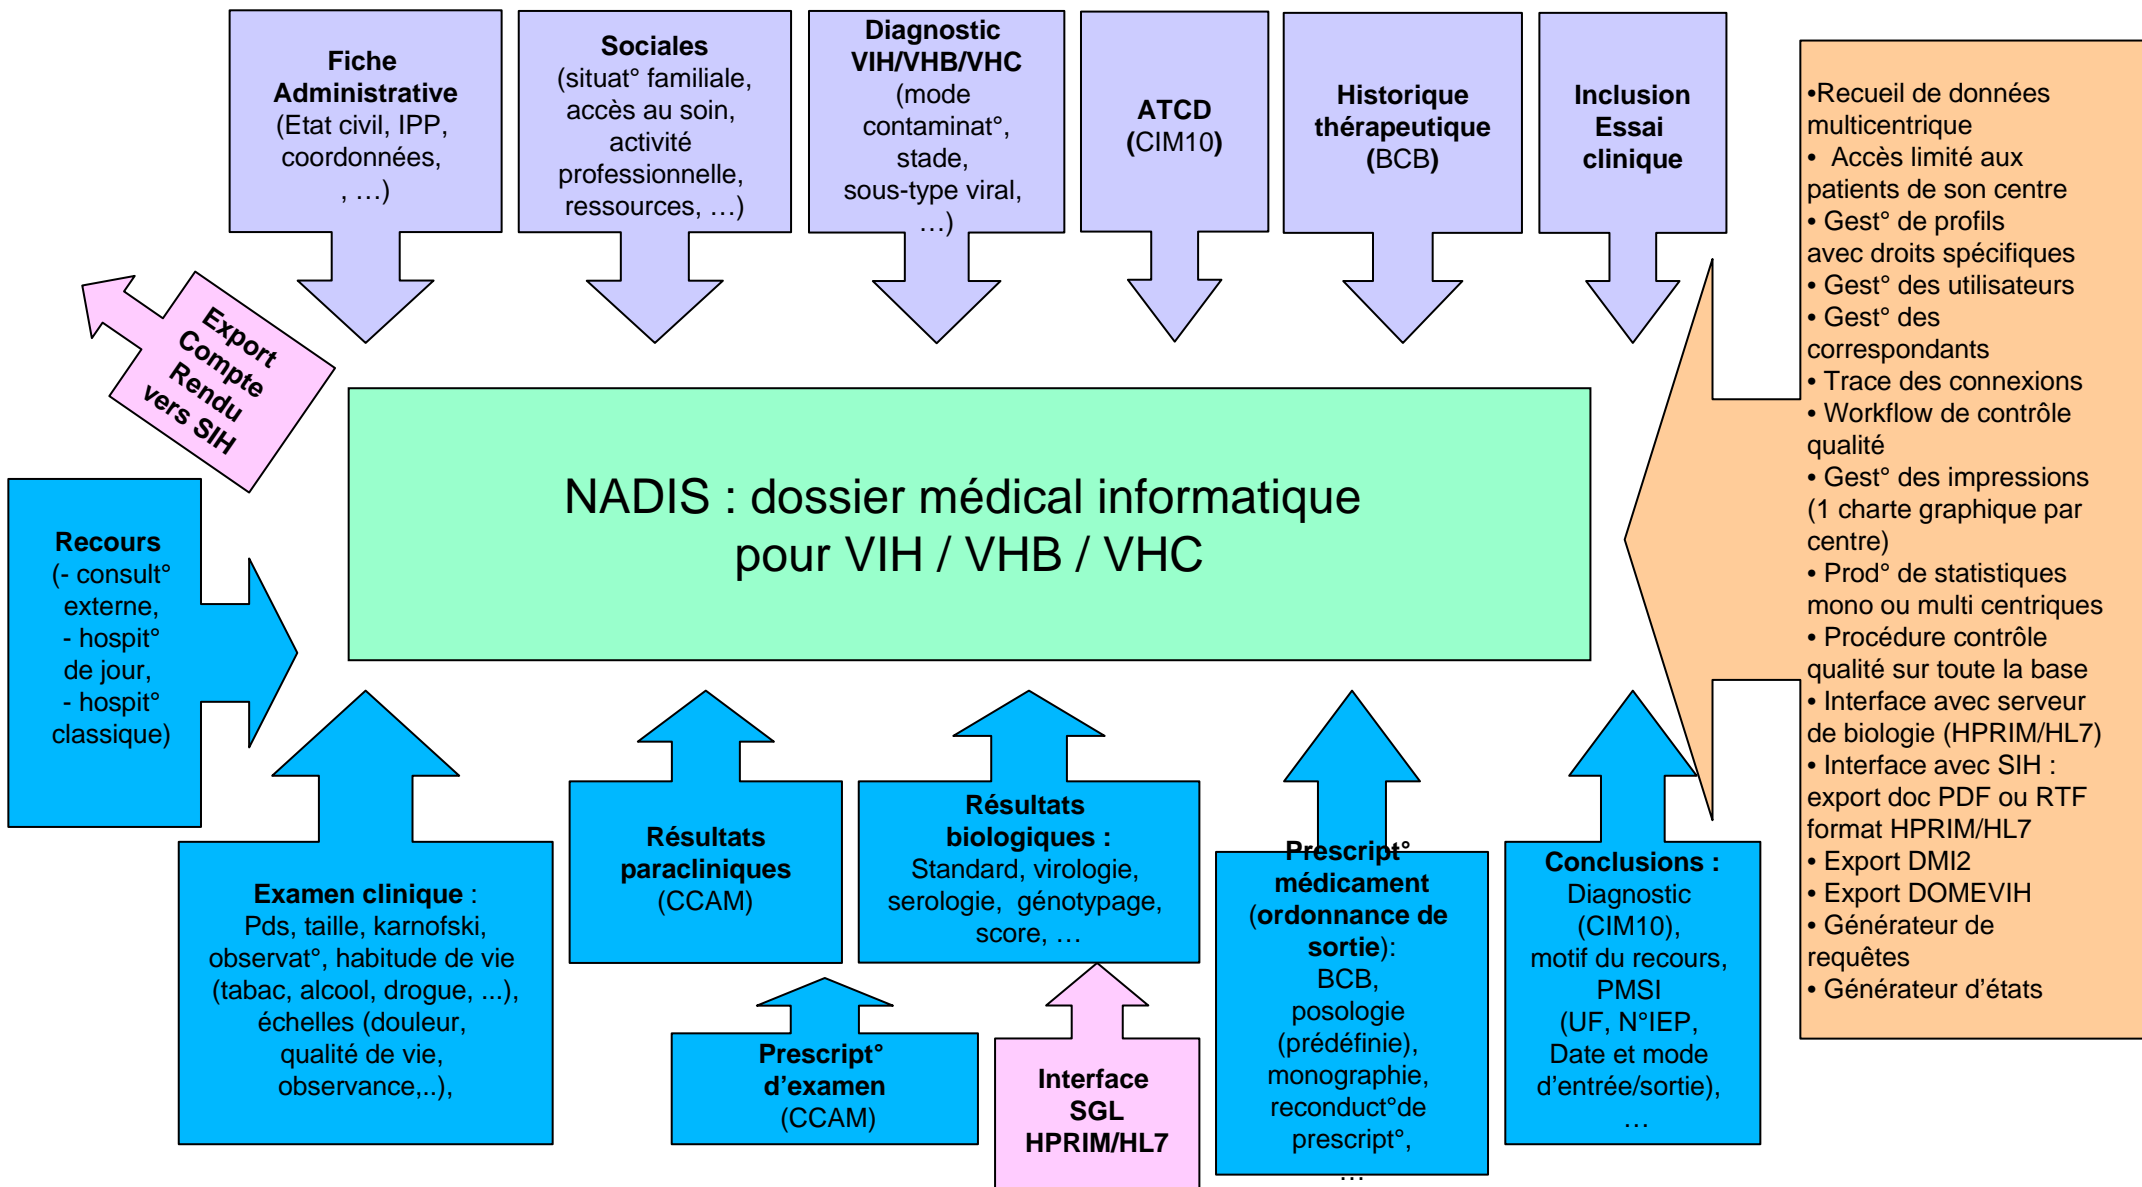 Fiche
Administrative
(Etat civil, IPP,
coordonnées,
, …)
Sociales
(situat° familiale,
accès au soin,
activité
professionnelle,
ressources, …)
Diagnostic
VIH/VHB/VHC
(mode
contaminat°,
stade,
sous-type viral,
…)
ATCD
(CIM10)
Historique
thérapeutique
(BCB)
Inclusion
Essai
clinique
•Recueil de données
multicentrique
• Accès limité aux
patients de son centre
• Gest° de profils
avec droits spécifiques
• Gest° des utilisateurs
• Gest° des
correspondants
• Trace des connexions
• Workflow de contrôle
qualité
• Gest° des impressions
(1 charte graphique par
centre)
• Prod° de statistiques
mono ou multi centriques
• Procédure contrôle
qualité sur toute la base
• Interface avec serveur
de biologie (HPRIM/HL7)
• Interface avec SIH :
export doc PDF ou RTF
format HPRIM/HL7
• Export DMI2
• Export DOMEVIH
• Générateur de
requêtes
• Générateur d’états
Export
Compte
Rendu
vers SIH
NADIS : dossier médical informatique
pour VIH / VHB / VHC
Recours
(- consult°
externe,
- hospit°
de jour,
- hospit°
classique)
Examen clinique :
Pds, taille, karnofski,
observat°, habitude de vie
(tabac, alcool, drogue, ...),
échelles (douleur,
qualité de vie,
observance,..),
Résultats
paracliniques
(CCAM)
Résultats
biologiques :
Standard, virologie,
serologie, génotypage,
score, …
Prescript°
d’examen
(CCAM)
Interface
SGL
HPRIM/HL7
Prescript°
médicament
(ordonnance de
sortie):
BCB,
posologie
(prédéfinie),
monographie,
reconduct°de
prescript°,
…
Conclusions :
Diagnostic
(CIM10),
motif du recours,
PMSI
(UF, N°IEP,
Date et mode
d’entrée/sortie),
…